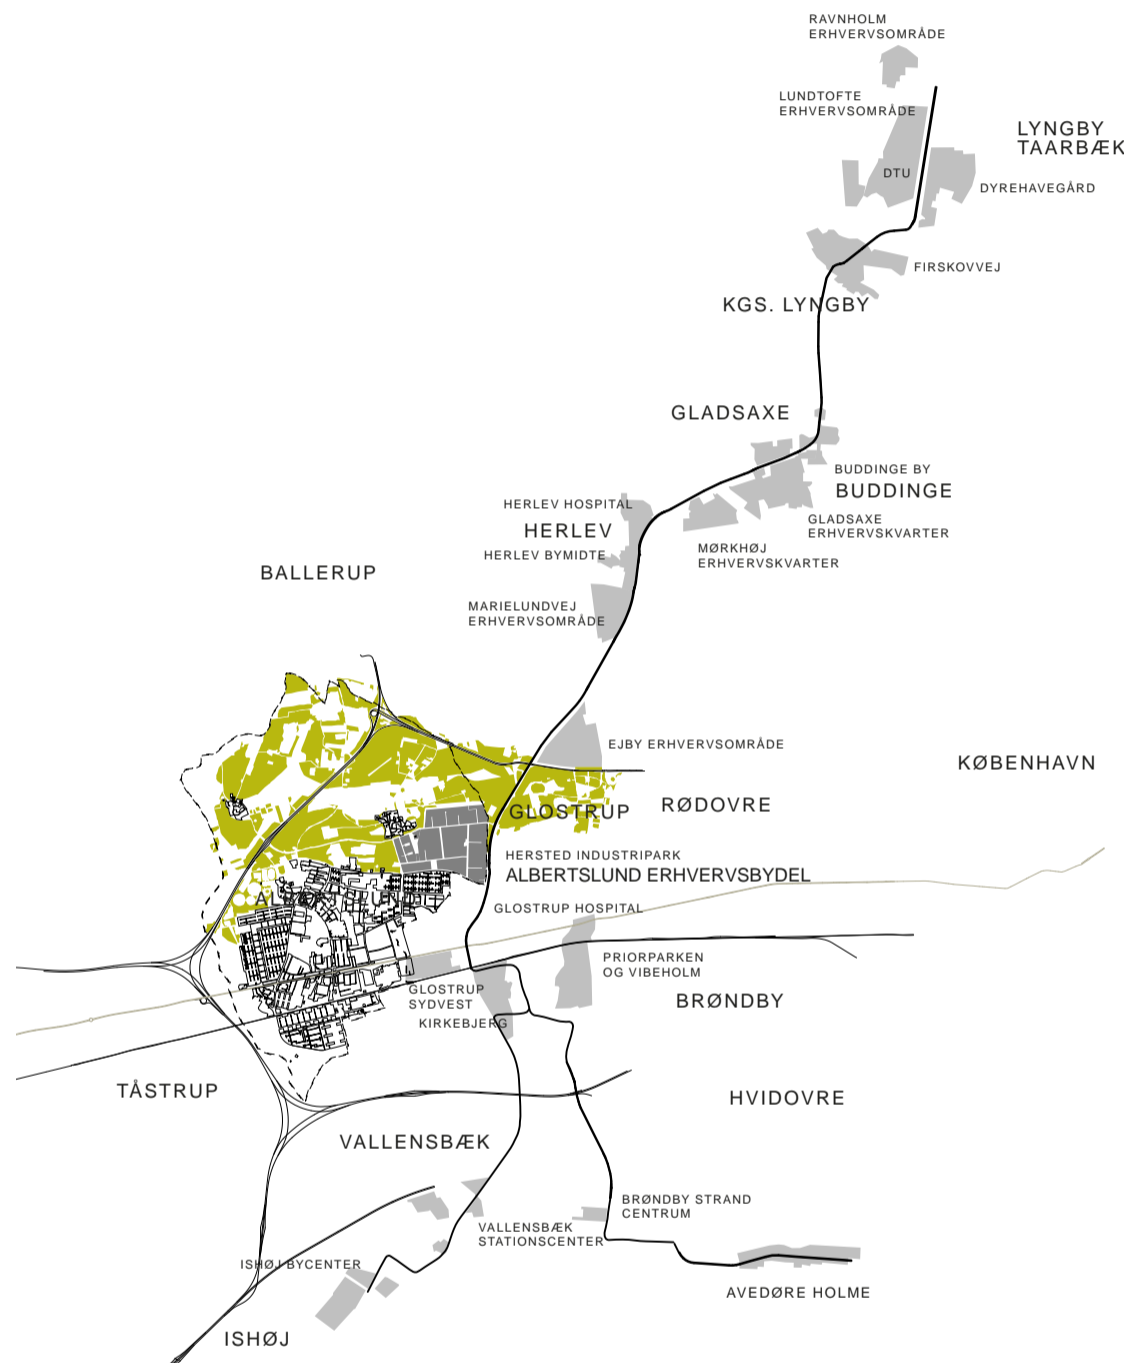 RAVNHOLM
ERHVERVSOMRÅDE
LUNDTOFTE
ERHVERVSOMRÅDE
LYNGBY
TAARBÆK
DTU
DYREHAVEGÅRD
FIRSKOVVEJ
KGS. LYNGBY
GLADSAXE
BUDDINGE BY
BUDDINGE
HERLEV HOSPITAL
HERLEV
GLADSAXE
ERHVERVSKVARTER
HERLEV BYMIDTE
MØRKHØJ
ERHVERVSKVARTER
BALLERUP
MARIELUNDVEJ
ERHVERVSOMRÅDE
EJBY ERHVERVSOMRÅDE
KØBENHAVN
GLOSTRUP
RØDOVRE
HERSTED INDUSTRIPARK
ALBERTSLUND ERHVERVSBYDEL
ALBERTSLUND
GLOSTRUP HOSPITAL
PRIORPARKEN
OG VIBEHOLM
GLOSTRUP
SYDVEST
KIRKEBJERG
BRØNDBY
TÅSTRUP
HVIDOVRE
VALLENSBÆK
BRØNDBY STRAND
CENTRUM
VALLENSBÆK
STATIONSCENTER
ISHØJ BYCENTER
AVEDØRE HOLME
ISHØJ